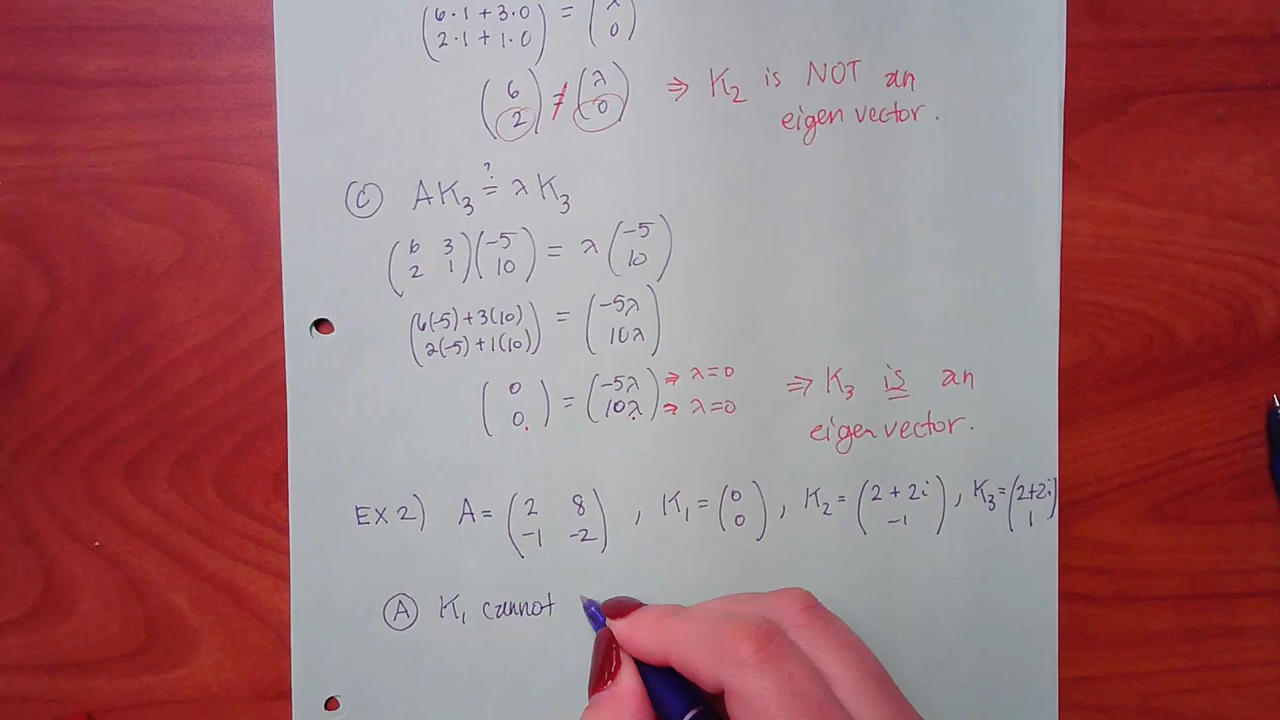 (6·1+3·0
2·1+1·0) = (λ
0)
(6
2) ≠ (λ
0) ⇒ K₂ is NOT an
eigen vector.
Ⓒ AK₃ ?= λK₃
(6 3
2 1)(-5
10) = λ(-5
10)
(6(-5)+3(10)
2(-5)+1(10)) = (-5λ
10λ)
(0
0) = (-5λ
10λ) ⇒ λ=0
⇒ λ=0
⇒ K₃ is an
eigen vector.
EX 2) A = (2 8
-1 -2), K₁ = (0
0), K₂ = (2+2i
-1), K₃ = (2+2i
1)
Ⓐ K₁ cannot